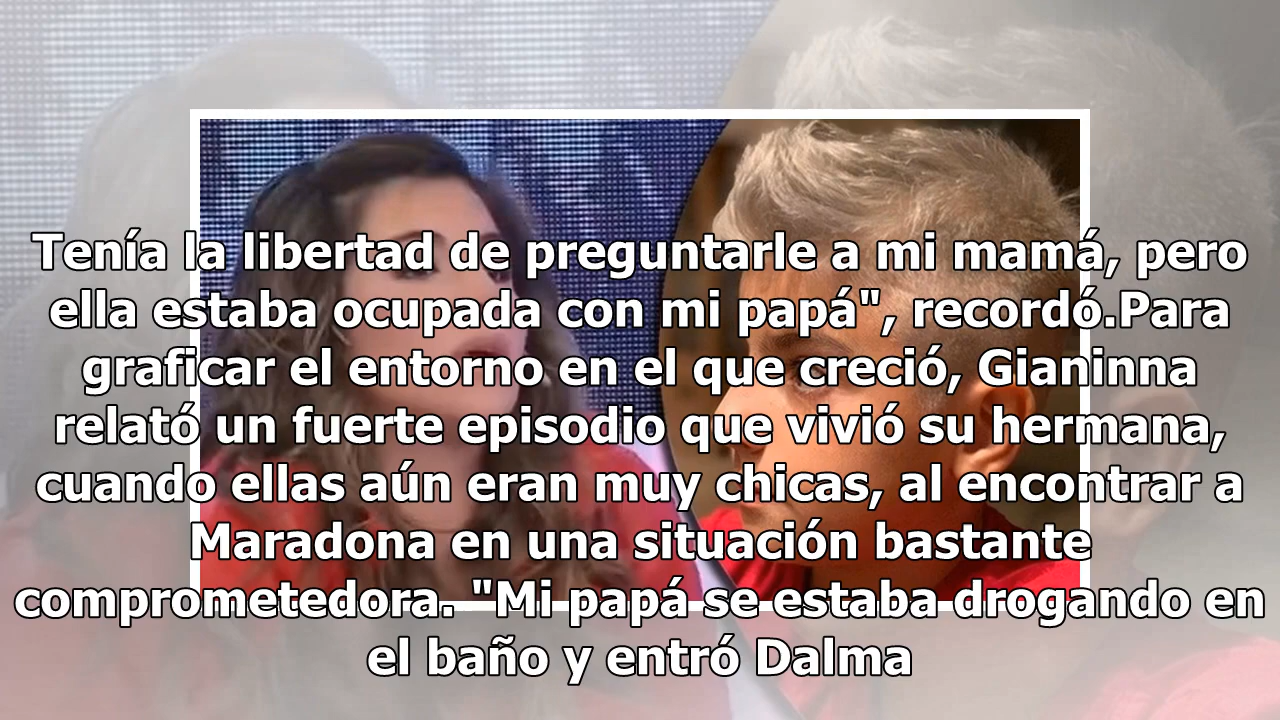 Tenía la libertad de preguntarle a mi mamá, pero
ella estaba ocupada con mi papá", recordó.Para
graficar el entorno en el que creció, Gianinna
relató un fuerte episodio que vivió su hermana,
cuando ellas aún eran muy chicas, al encontrar a
Maradona en una situación bastante
comprometedora. "Mi papá se estaba drogando en
el baño y entró Dalma